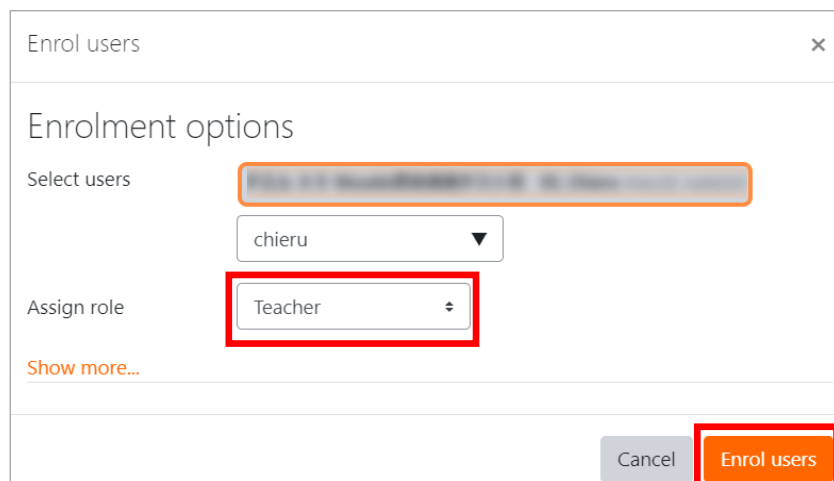 Enrol users ×
Enrolment options
Select users
chieru ▼
Assign role Teacher
Show more...
Cancel Enrol users